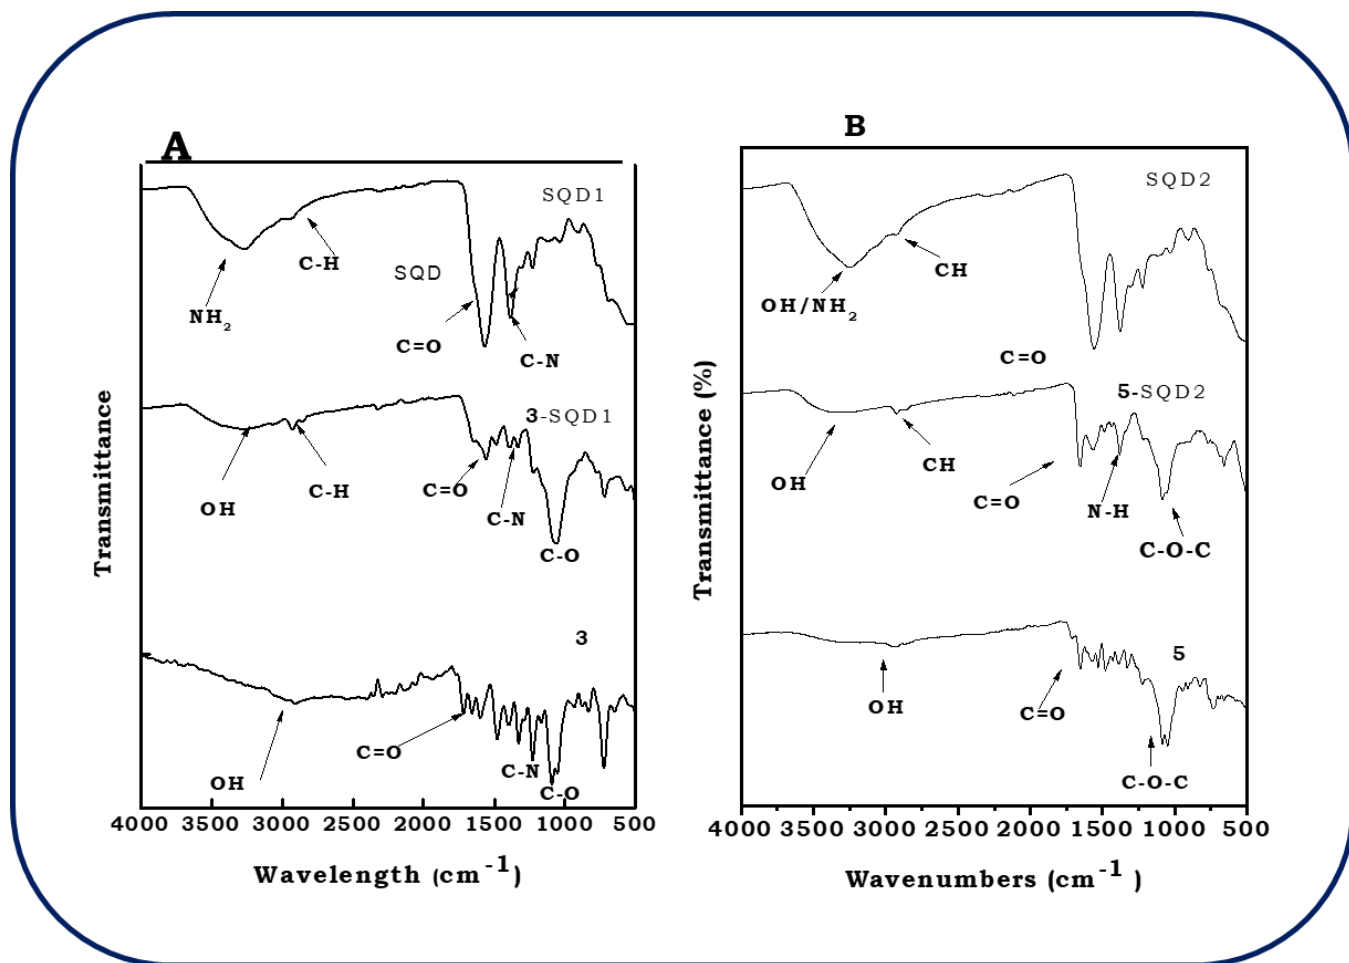 A
SQD1
C-H
SQD
NH2
C=O
C-N
3-SQD1
OH
C-H
C=O
C-N
C-O
3
OH
C=O
C-N
C-O
Transmittance
4000 3500 3000 2500 2000 1500 1000 500
Wavelength (cm-1)
B
SQD2
CH
OH/NH2
C=O
5-SQD2
OH
CH
C=O
N-H
C-O-C
5
OH
C=O
C-O-C
Transmittance (%)
4000 3500 3000 2500 2000 1500 1000 500
Wavenumbers (cm-1 )